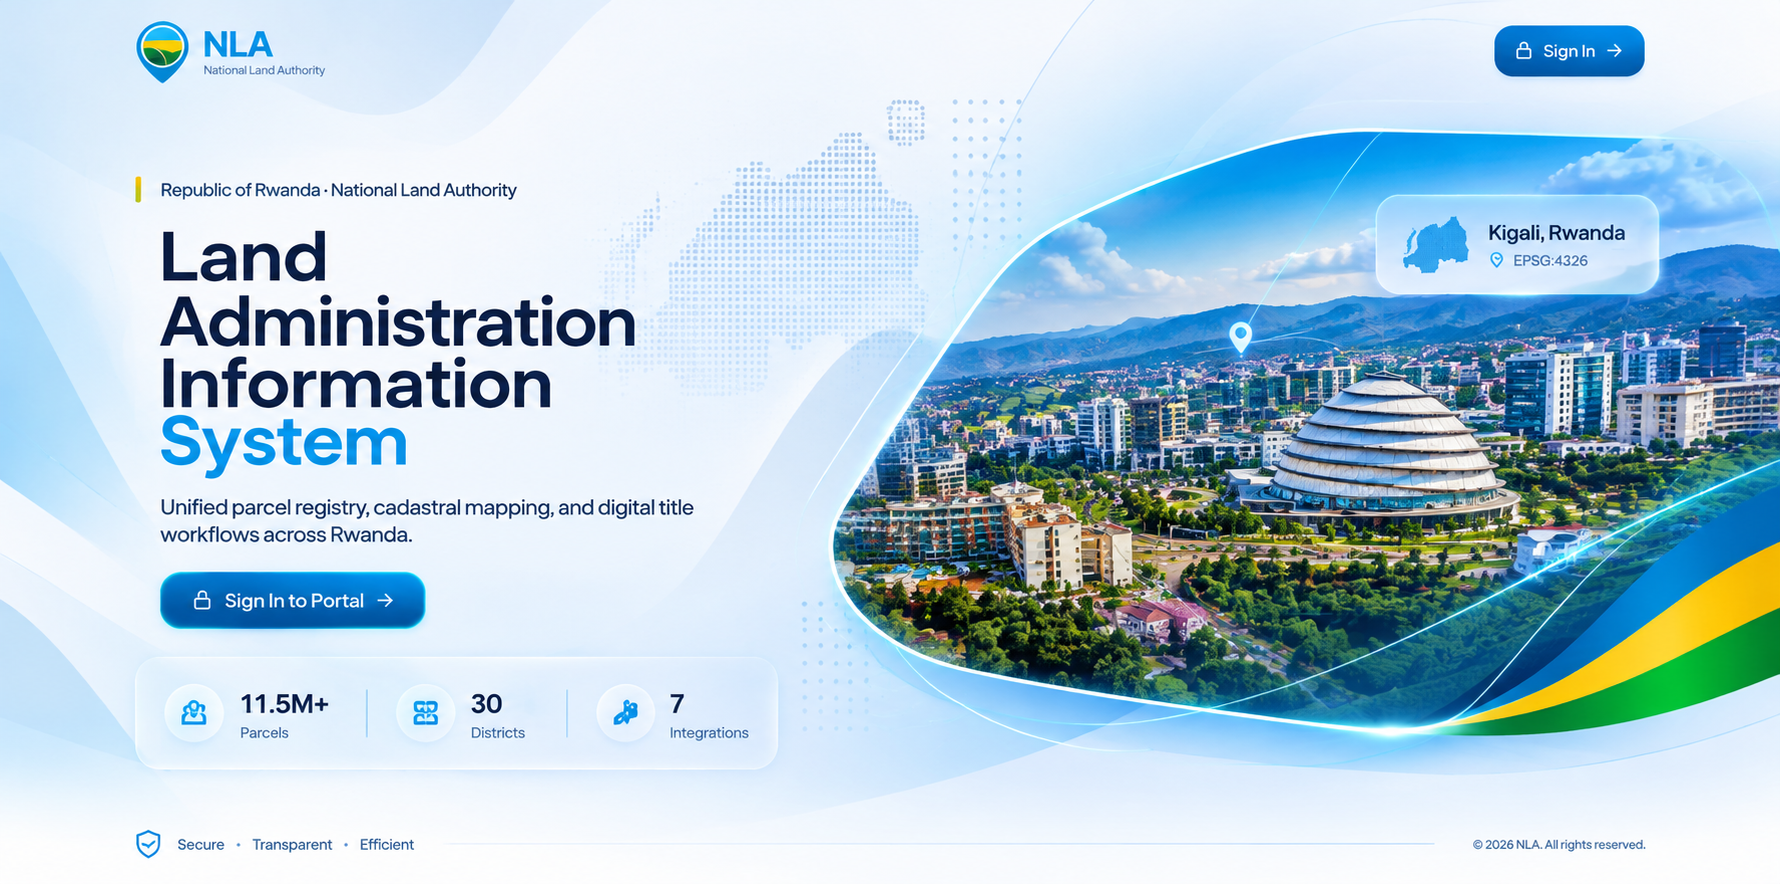 NLA
National Land Authority
Sign In
Republic of Rwanda · National Land Authority
Land
Administration
Information
System
Unified parcel registry, cadastral mapping, and digital title
workflows across Rwanda.
Sign In to Portal
11.5M+
Parcels
30
Districts
7
Integrations
Kigali, Rwanda
EPSG:4326
Secure • Transparent • Efficient
© 2026 NLA. All rights reserved.